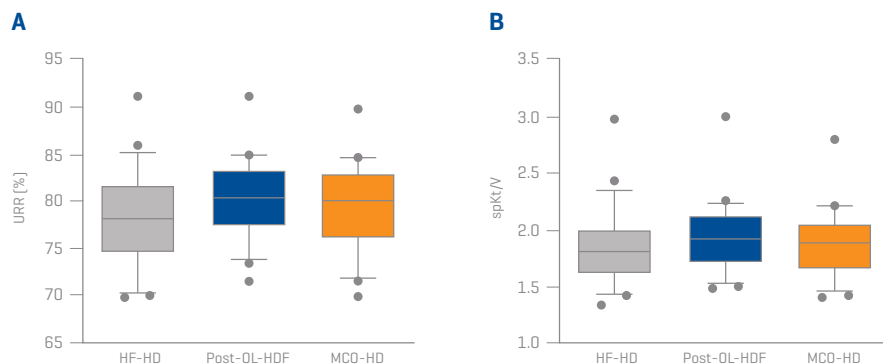 A
URR (%)
95
90
85
80
75
70
65
HF-HD
Post-OL-HDF
MCO-HD
B
spKt/V
3.5
3.0
2.5
2.0
1.5
1.0
HF-HD
Post-OL-HDF
MCO-HD